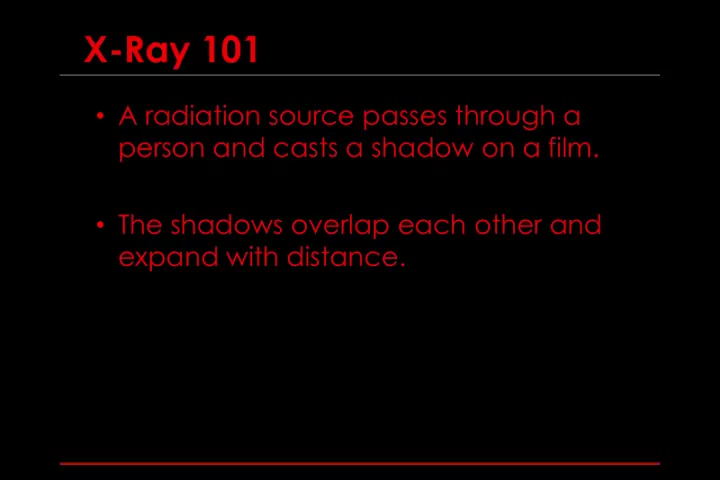 X-Ray 101
• A radiation source passes through a
person and casts a shadow on a film.
• The shadows overlap each other and
expand with distance.